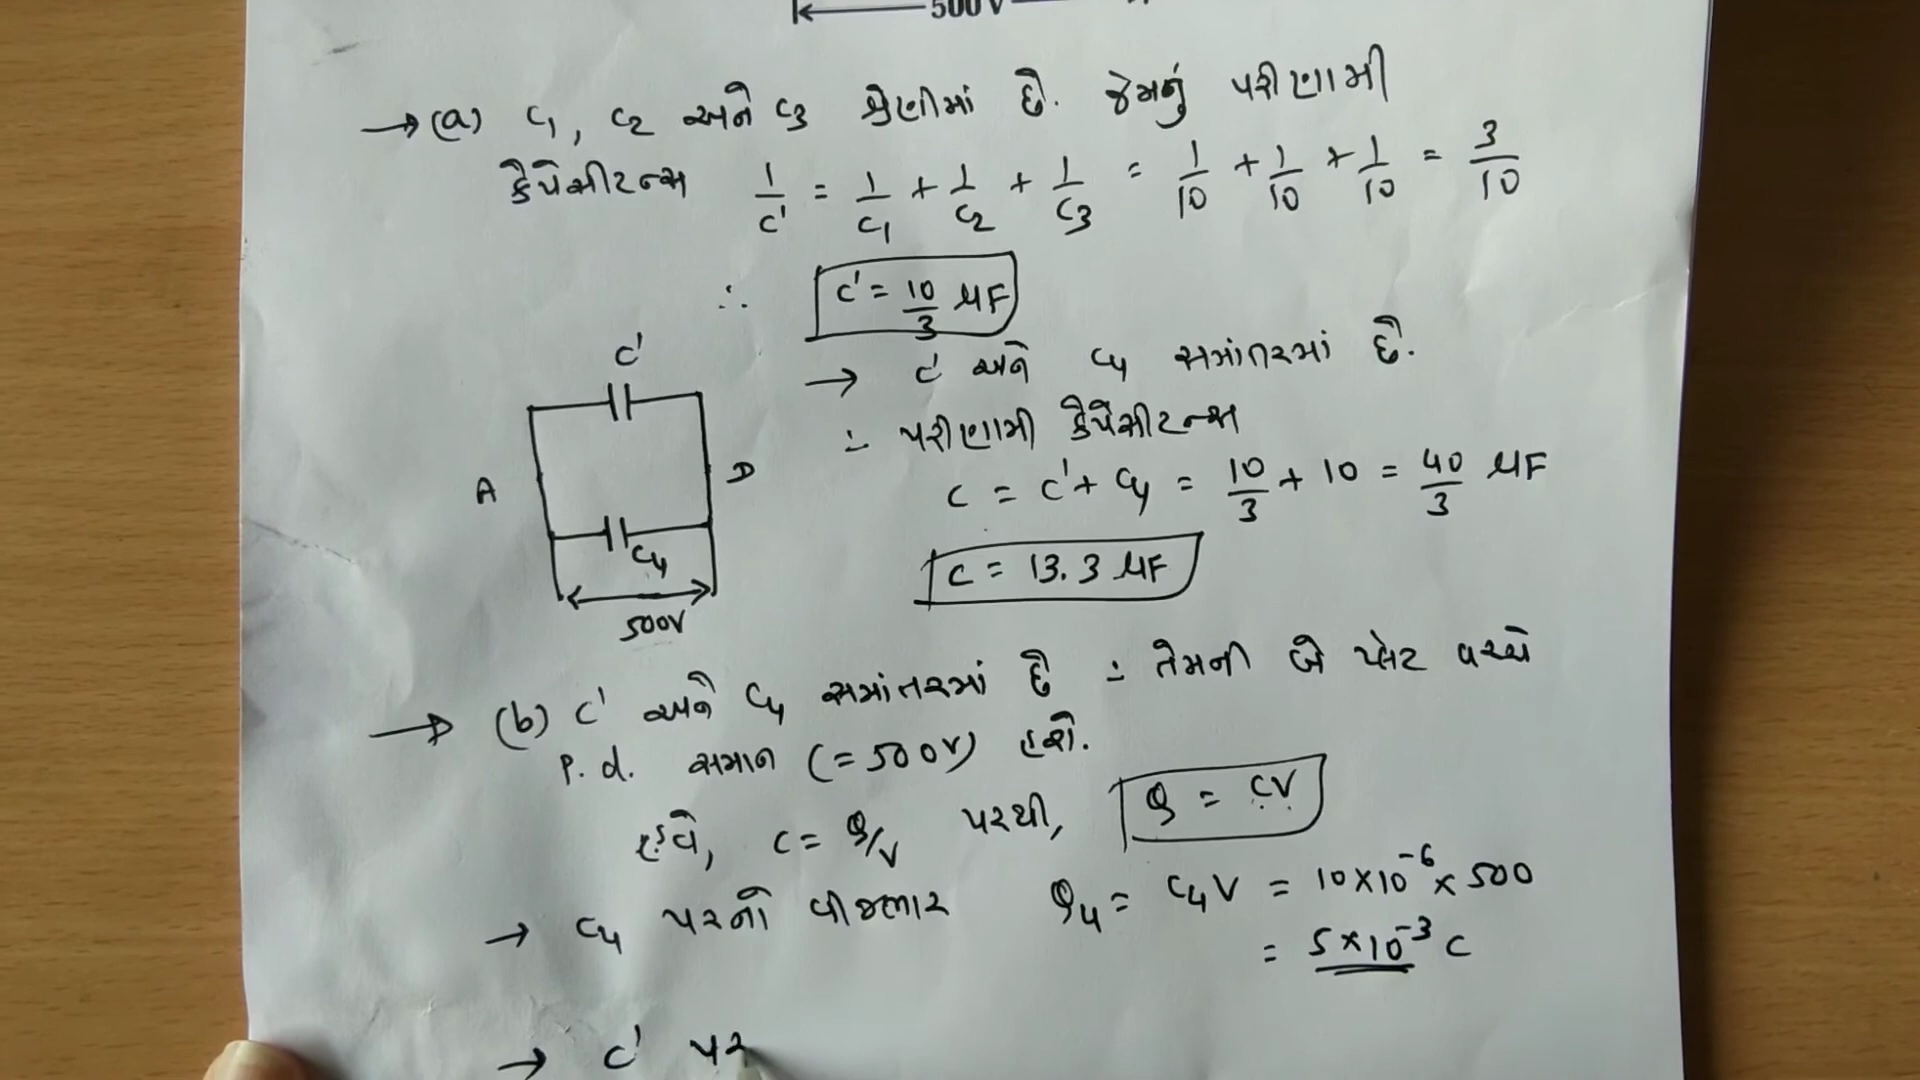 500V
→ (a) C1, C2 અને C3 શ્રેણીમાં છે. જેમનું પરીણામી
કેપેસીટન્સ 1/C' = 1/C1 + 1/C2 + 1/C3 = 1/10 + 1/10 + 1/10 = 3/10
∴ C' = 10/3 μF
C'
→ C' અને C4 સમાંતરમાં છે.
∴ પરીણામી કેપેસીટન્સ
A D
C = C' + C4 = 10/3 + 10 = 40/3 μF
C4
C = 13.3 μF
500V
→ (b) C' અને C4 સમાંતરમાં છે ∴ તેમની બે પ્લેટ વચ્ચે
P.d. સમાન (= 500V) હશે.
હવે, C = Q/V પરથી, Q = CV
→ C4 પરનો વીજભાર Q4 = C4V = 10×10⁻⁶ × 500
= 5×10⁻³ C
→ C' પર